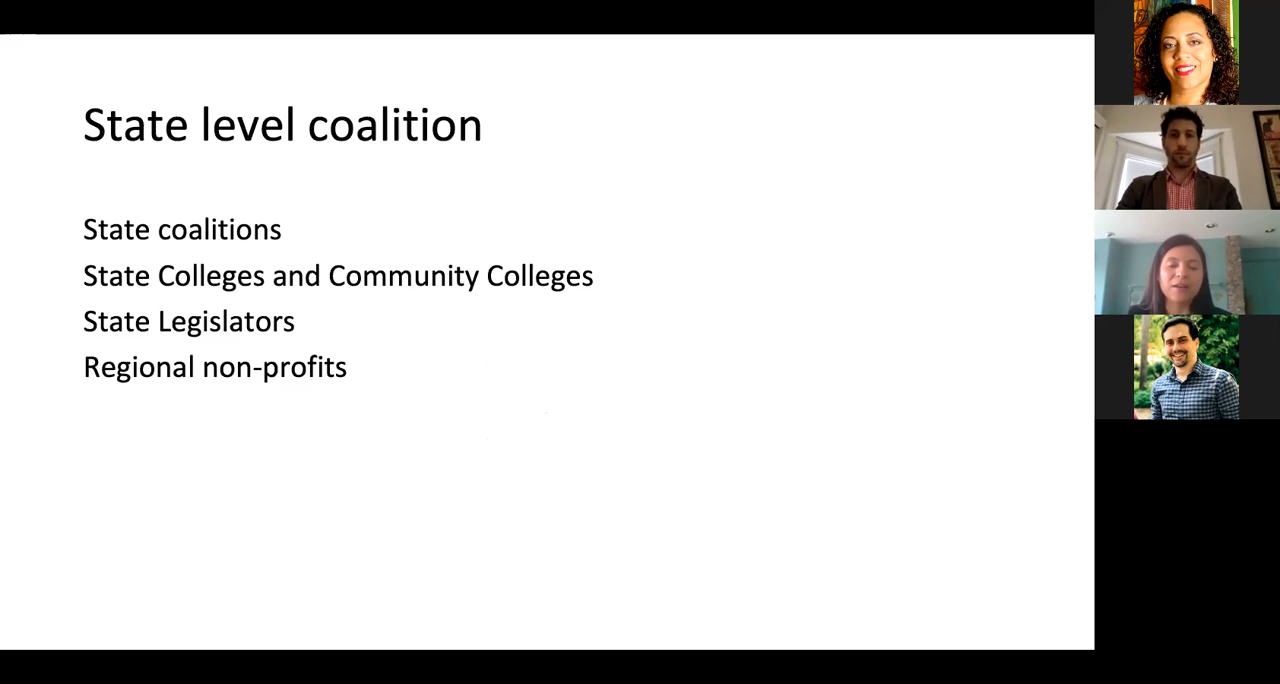 State level coalition
State coalitions
State Colleges and Community Colleges
State Legislators
Regional non-profits